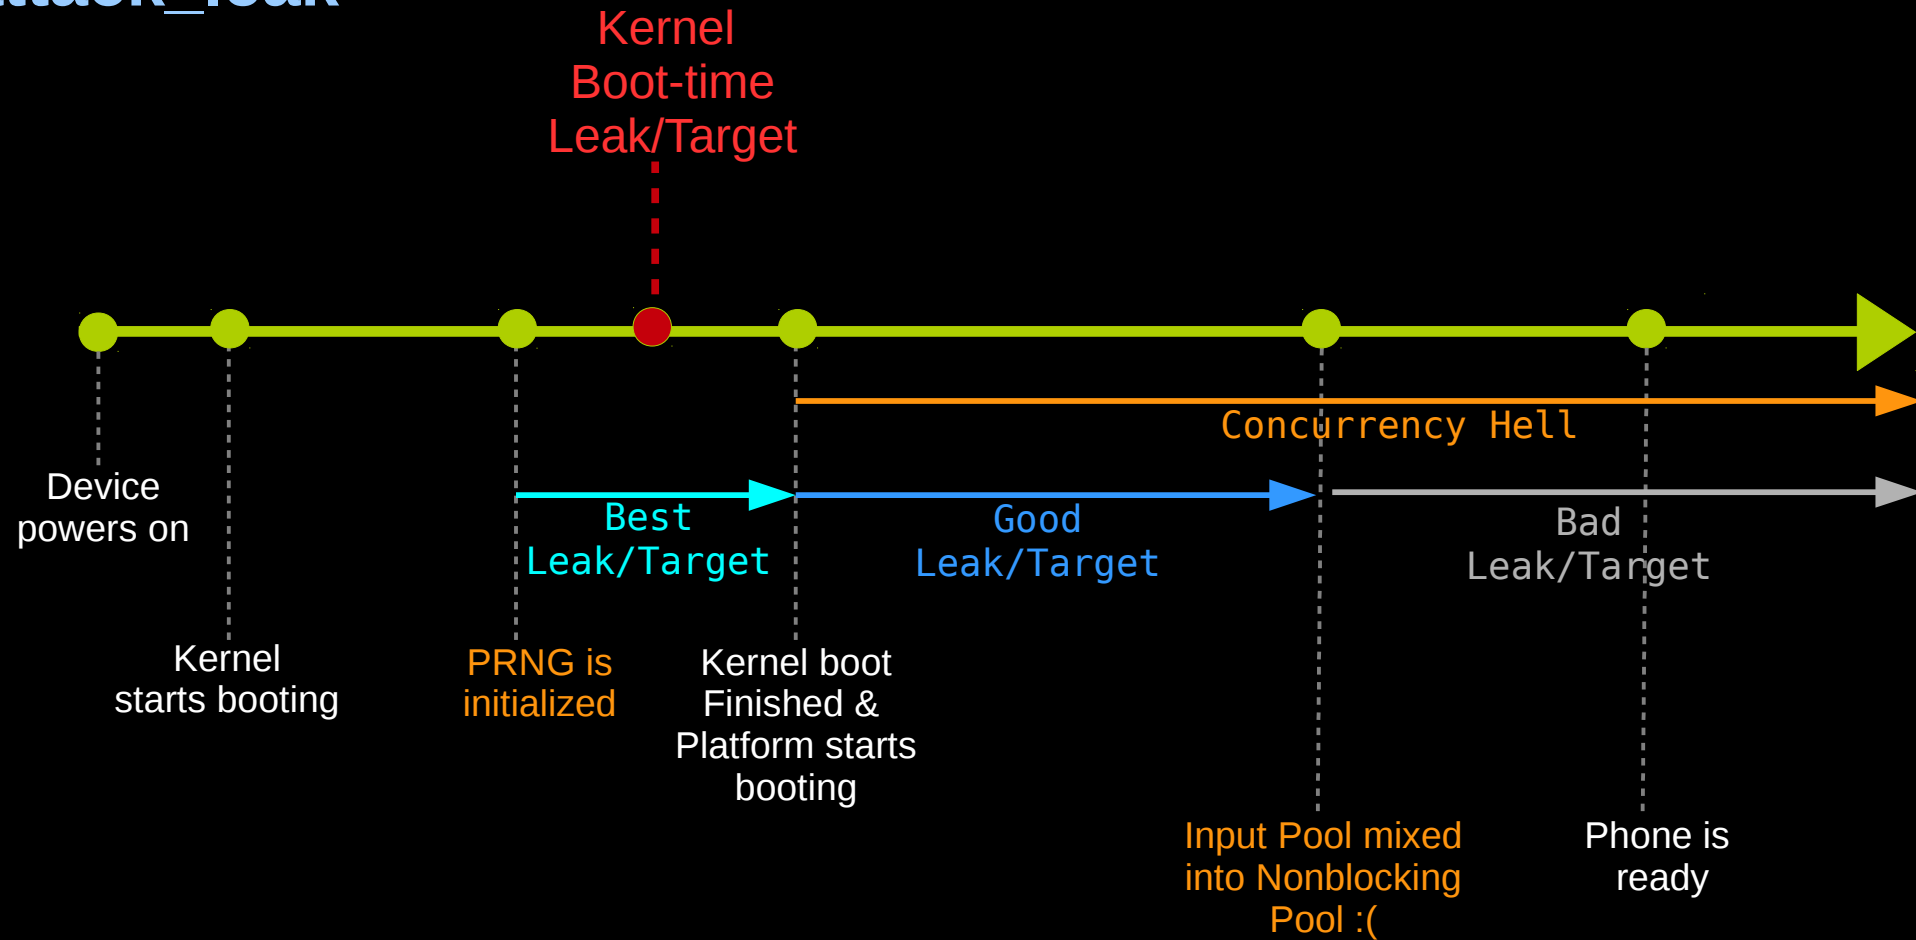 Kernel
Boot-time
Leak/Target
Concurrency Hell
Device
powers on
Best
Leak/Target
Good
Leak/Target
Bad
Leak/Target
Kernel
starts booting
PRNG is
initialized
Kernel boot
Finished &
Platform starts
booting
Input Pool mixed
into Nonblocking
Pool :(
Phone is
ready